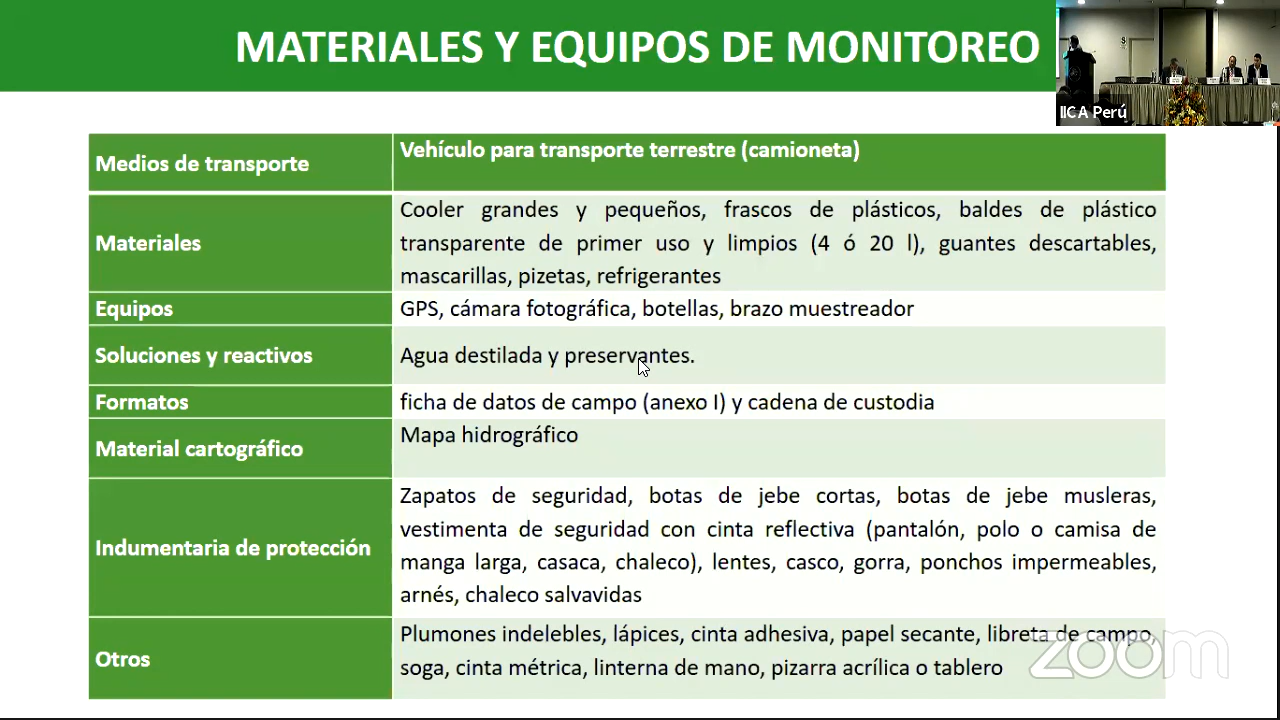 MATERIALES Y EQUIPOS DE MONITOREO
IICA Perú
Medios de transporte
Vehículo para transporte terrestre (camioneta)
Materiales
Cooler grandes y pequeños, frascos de plásticos, baldes de plástico
transparente de primer uso y limpios (4 ó 20 l), guantes descartables,
mascarillas, pizetas, refrigerantes
Equipos
GPS, cámara fotográfica, botellas, brazo muestreador
Soluciones y reactivos
Agua destilada y preservantes.
Formatos
ficha de datos de campo (anexo I) y cadena de custodia
Material cartográfico
Mapa hidrográfico
Indumentaria de protección
Zapatos de seguridad, botas de jebe cortas, botas de jebe musleras,
vestimenta de seguridad con cinta reflectiva (pantalón, polo o camisa de
manga larga, casaca, chaleco), lentes, casco, gorra, ponchos impermeables,
arnés, chaleco salvavidas
Otros
Plumones indelebles, lápices, cinta adhesiva, papel secante, libreta de campo,
soga, cinta métrica, linterna de mano, pizarra acrílica o tablero
zoom